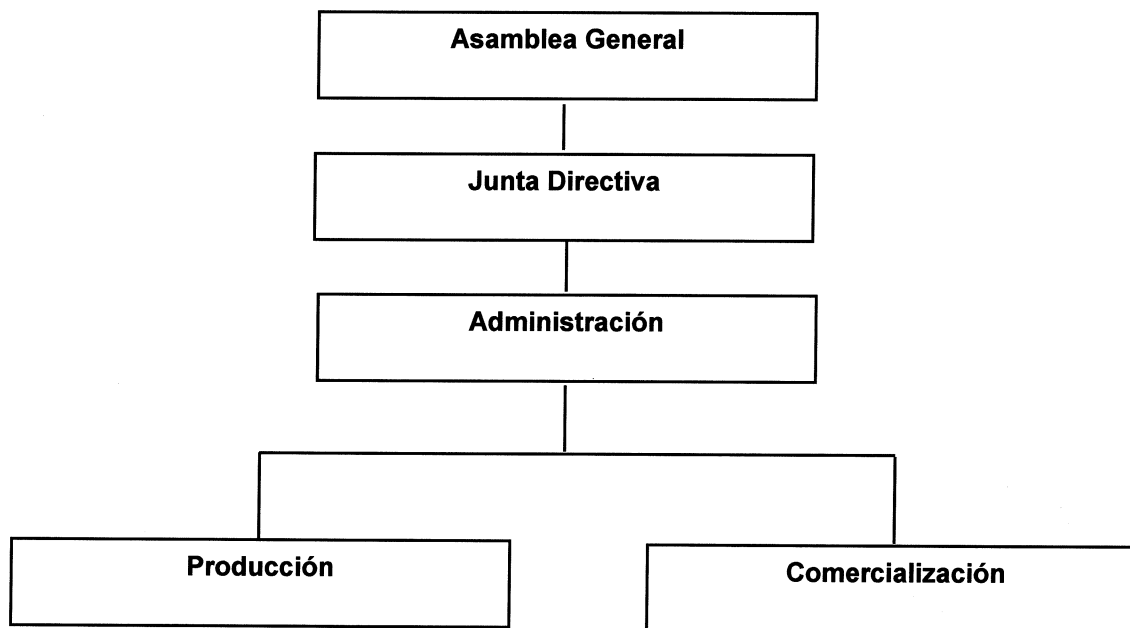 Asamblea General
Junta Directiva
Administración
Producción
Comercialización